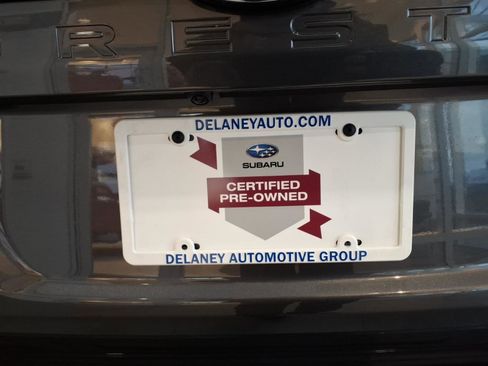 REST
DELANEYAUTO.COM
SUBARU
CERTIFIED
PRE-OWNED
DELANEY AUTOMOTIVE GROUP